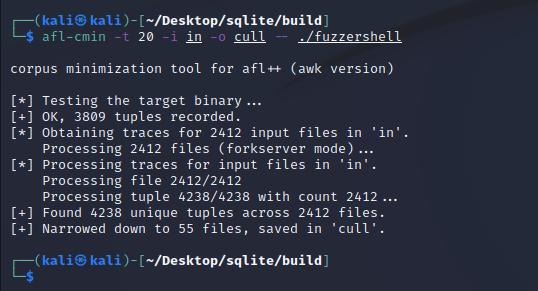 ┌──(kali㉿kali)-[~/Desktop/sqlite/build]
└─$ afl-cmin -t 20 -i in -o cull -- ./fuzzershell
corpus minimization tool for afl++ (awk version)
[*] Testing the target binary...
[+] OK, 3809 tuples recorded.
[*] Obtaining traces for 2412 input files in 'in'.
    Processing 2412 files (forkserver mode)...
[*] Processing traces for input files in 'in'.
    Processing file 2412/2412
    Processing tuple 4238/4238 with count 2412...
[+] Found 4238 unique tuples across 2412 files.
[+] Narrowed down to 55 files, saved in 'cull'.
┌──(kali㉿kali)-[~/Desktop/sqlite/build]
└─$